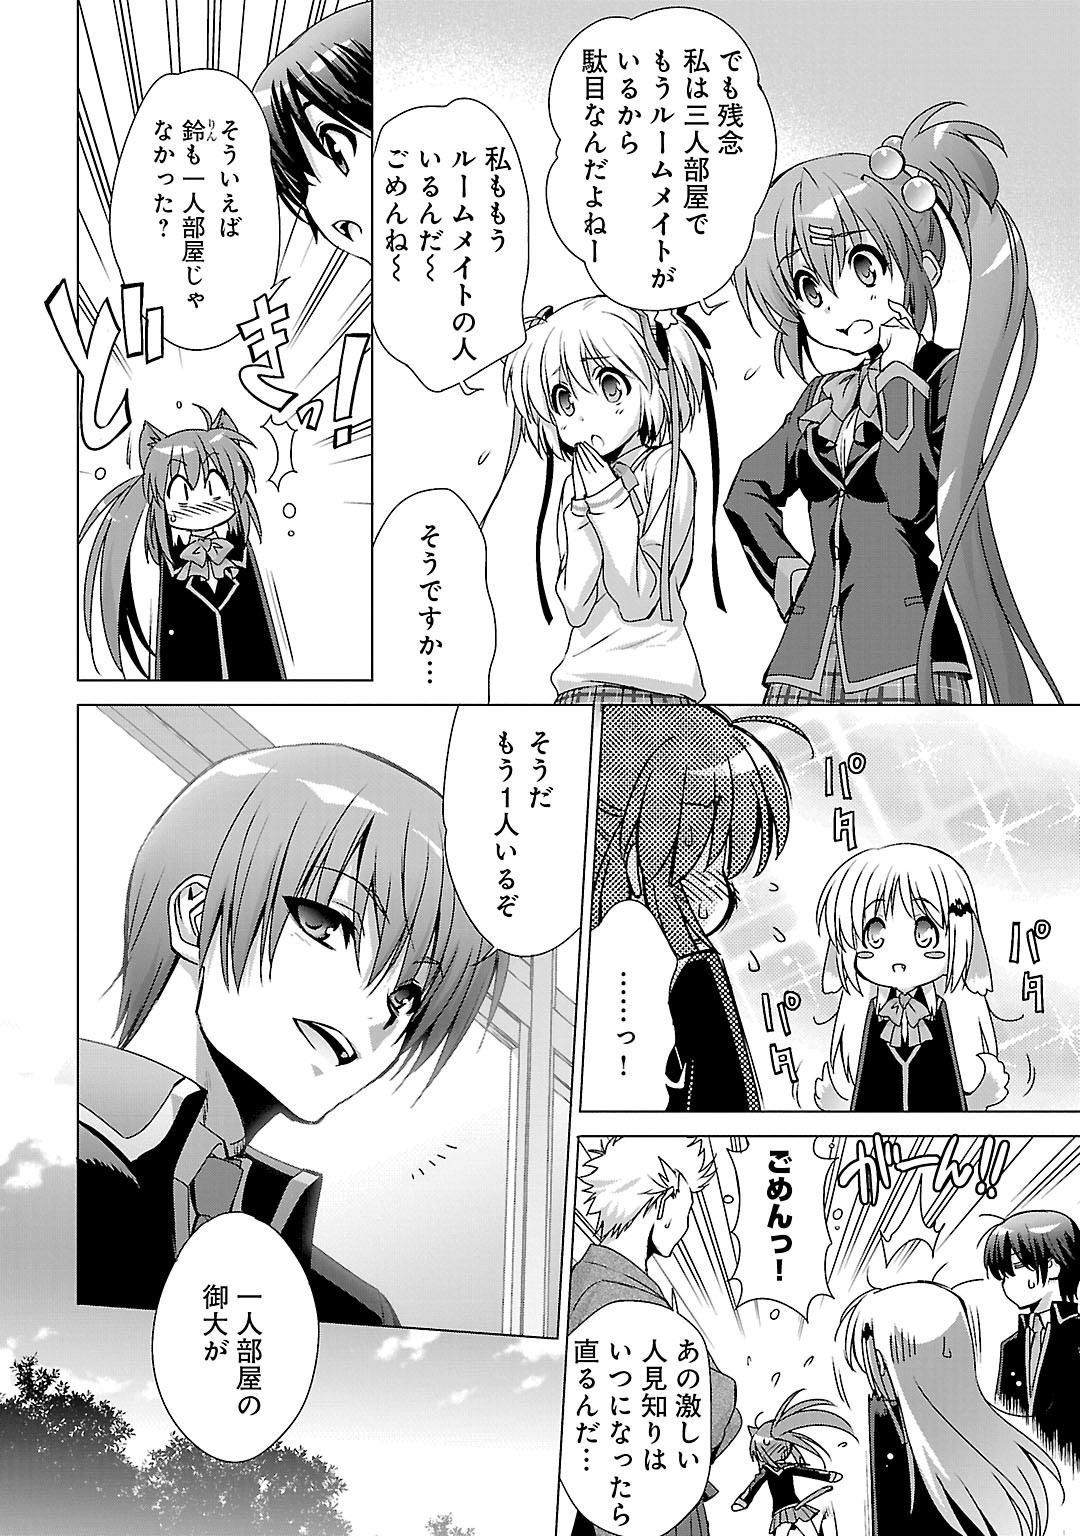 でも残念
私は三人部屋で
もうルームメイトが
いるから
駄目なんだよねー
私ももう
ルームメイトの人
いるんだ〜
ごめんね〜
そうですか…
そういえば
鈴も一人部屋じゃ
なかった？
りん
どきっ！
パタ
パタ
パタ
……っ！
そうだ
もう1人いるぞ
一人部屋の
御大が
がーん!!
ごめんっ！
あの激しい
人見知りは
いつになったら
直るんだ…